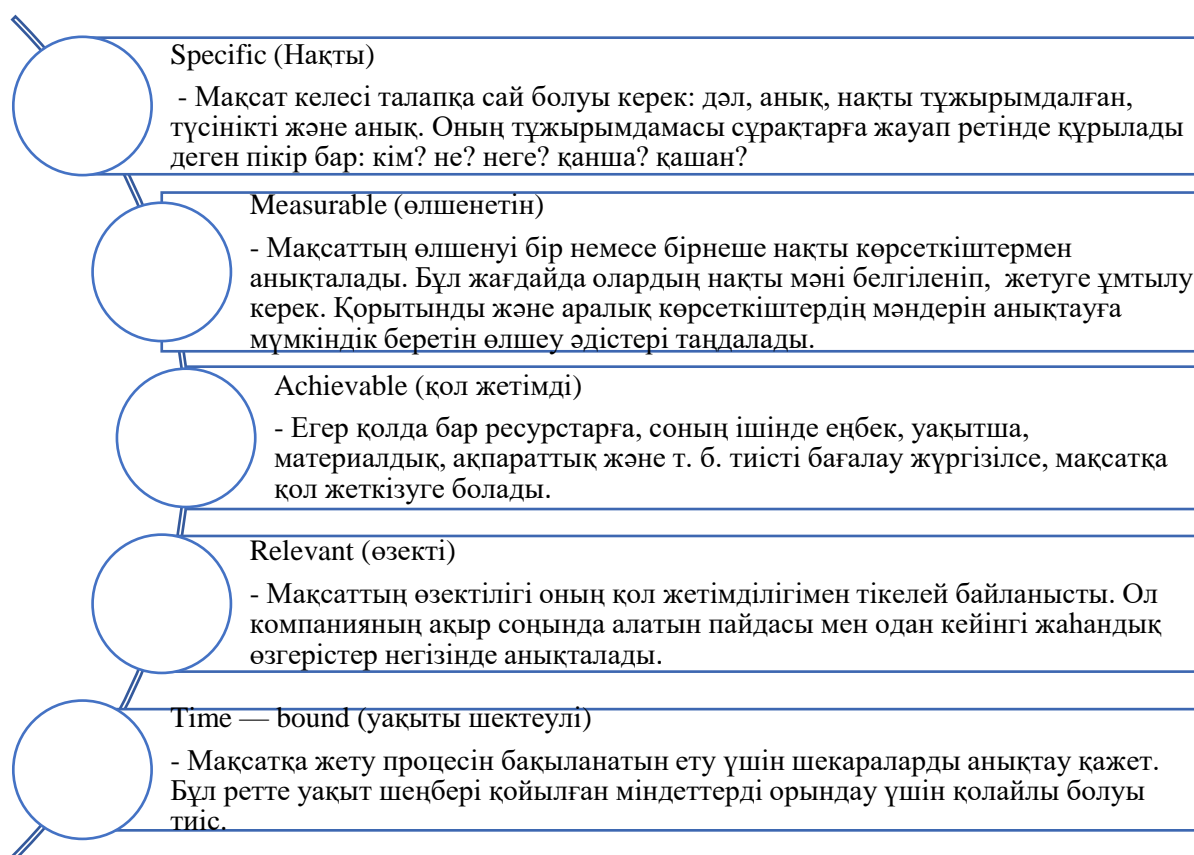 Specific (Нақты)
- Мақсат келесі талапқа сай болуы керек: дәл, анық, нақты тұжырымдалған,
түсінікті және анық. Оның тұжырымдамасы сұрақтарға жауап ретінде құрылады
деген пікір бар: кім? не? неге? қанша? қашан?
Measurable (өлшенетін)
- Мақсаттың өлшенуі бір немесе бірнеше нақты көрсеткіштермен
анықталады. Бұл жағдайда олардың нақты мәні белгіленіп, жетуге ұмтылу
керек. Қорытынды және аралық көрсеткіштердің мәндерін анықтауға
мүмкіндік беретін өлшеу әдістері таңдалады.
Achievable (қол жетімді)
- Егер қолда бар ресурстарға, соның ішінде еңбек, уақытша,
материалдық, ақпараттық және т. б. тиісті бағалау жүргізілсе, мақсатқа
қол жеткізуге болады.
Relevant (өзекті)
- Мақсаттың өзектілігі оның қол жетімділігімен тікелей байланысты. Ол
компанияның ақыр соңында алатын пайдасы мен одан кейінгі жаһандық
өзгерістер негізінде анықталады.
Time — bound (уақыты шектеулі)
- Мақсатқа жету процесін бақыланатын ету үшін шекараларды анықтау қажет.
Бұл ретте уақыт шеңбері қойылған міндеттерді орындау үшін қолайлы болуы
тиіс.